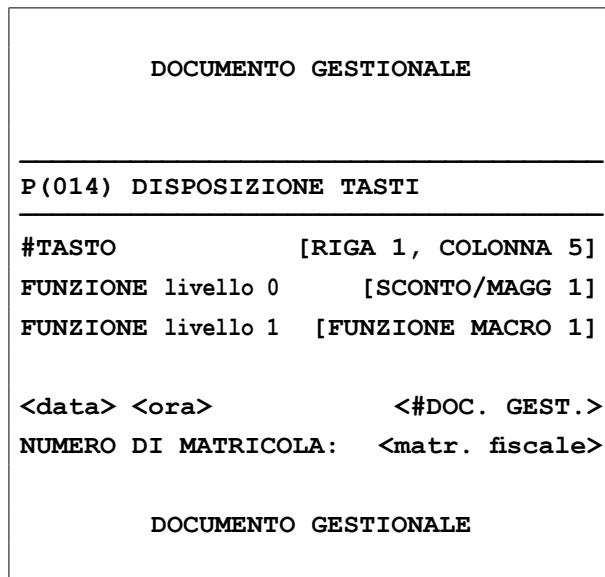 DOCUMENTO GESTIONALE
P(014) DISPOSIZIONE TASTI
#TASTO [RIGA 1, COLONNA 5]
FUNZIONE livello 0 [SCONTO/MAGG 1]
FUNZIONE livello 1 [FUNZIONE MACRO 1]
<data> <ora> <#DOC. GEST.>
NUMERO DI MATRICOLA: <matr. fiscale>
DOCUMENTO GESTIONALE